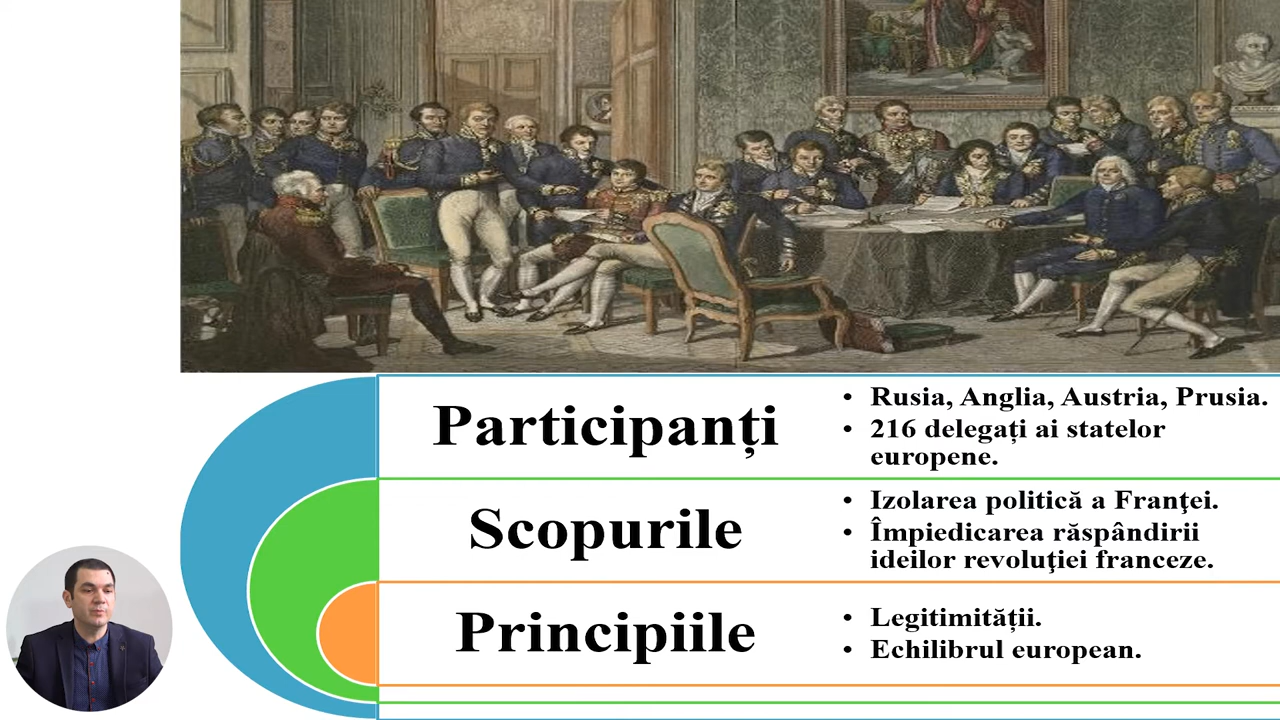 Participanți
• Rusia, Anglia, Austria, Prusia.
• 216 delegați ai statelor
europene.
Scopurile
• Izolarea politică a Franţei.
• Împiedicarea răspândirii
ideilor revoluţiei franceze.
Principiile
• Legitimității.
• Echilibrul european.